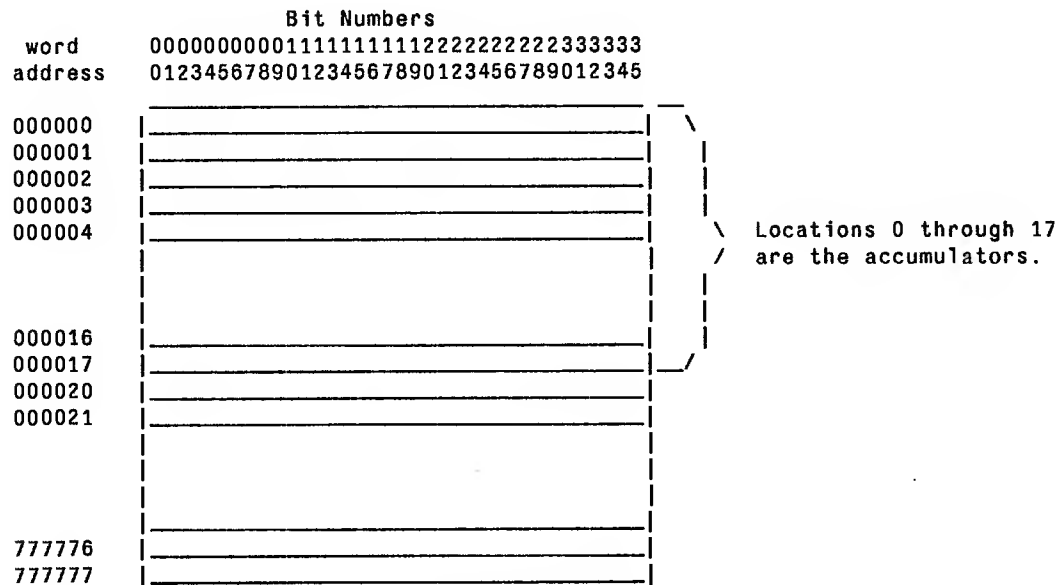 Bit Numbers
word 000000000011111111112222222222333333
address 012345678901234567890123456789012345
000000
000001
000002
000003
000004
Locations 0 through 17
are the accumulators.
000016
000017
000020
000021
777776
777777